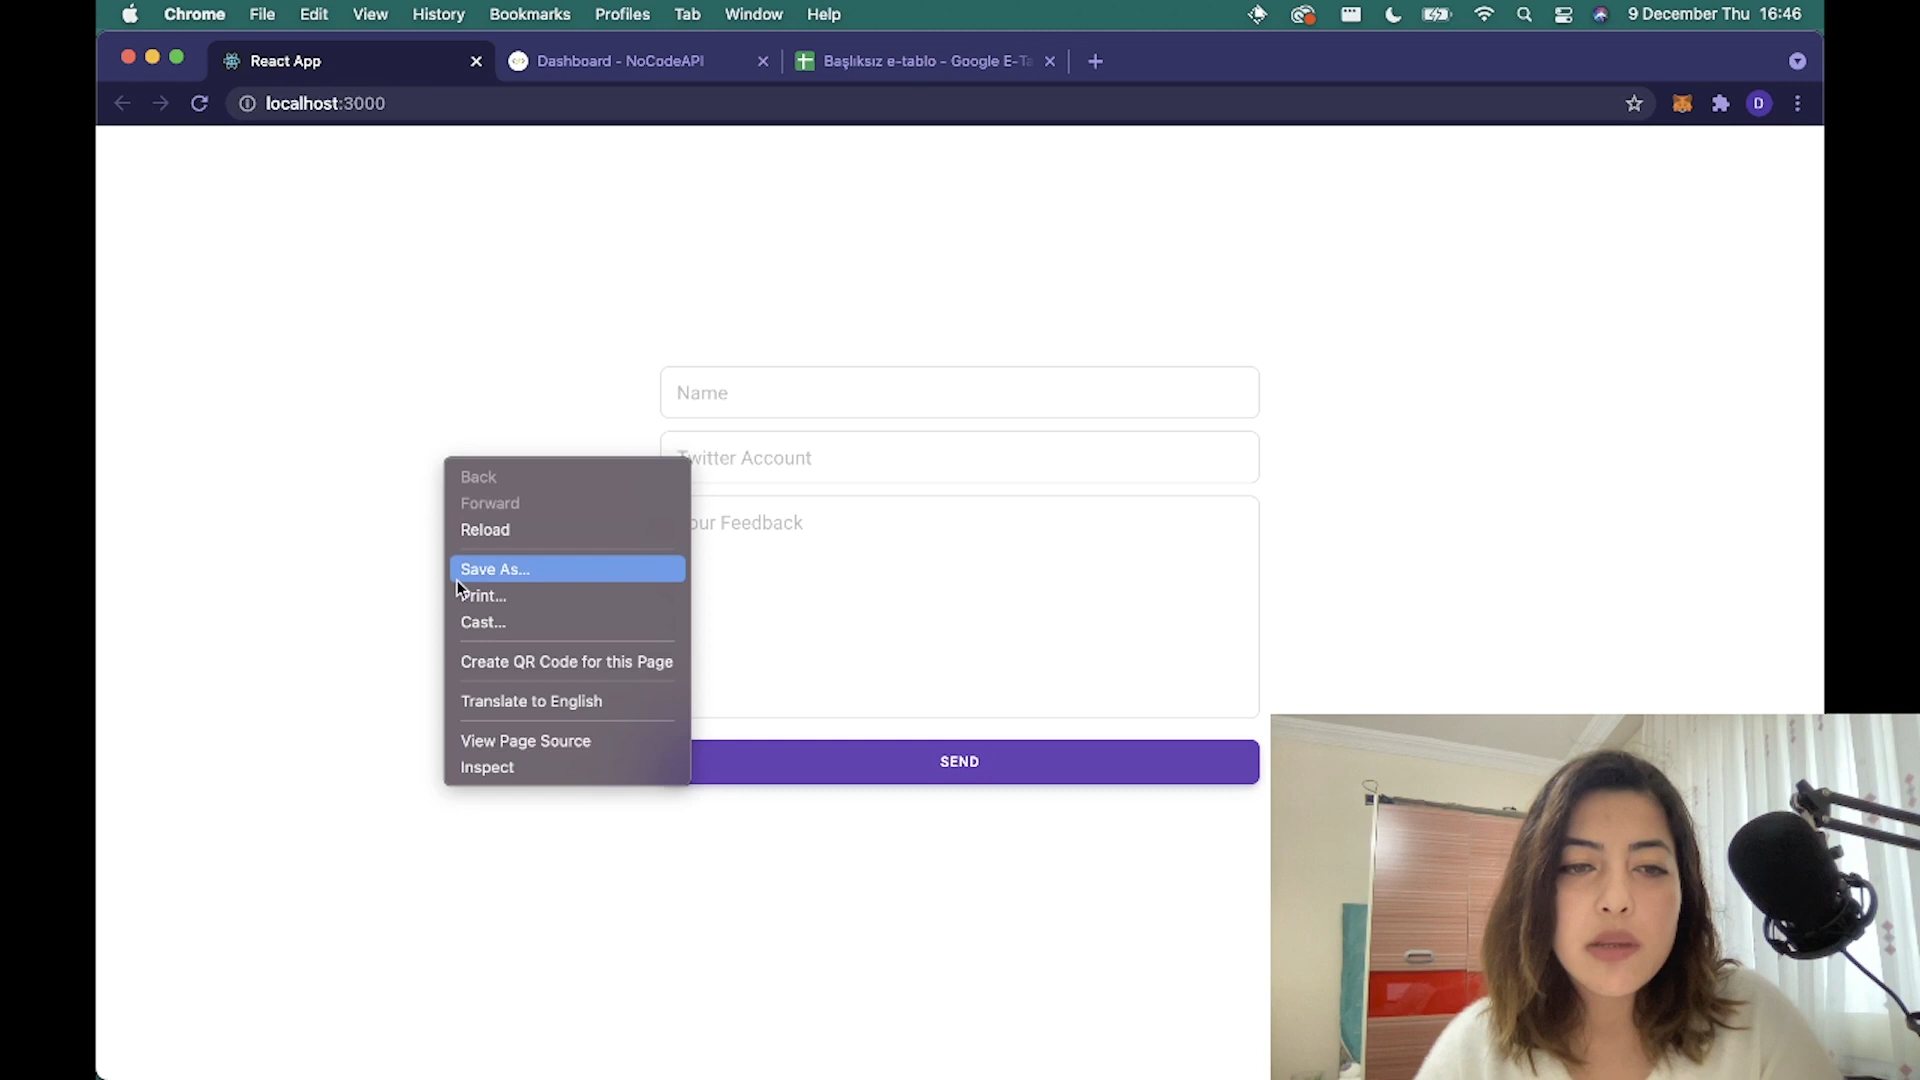 Chrome File Edit View History Bookmarks Profiles Tab Window Help 9 December Thu 16:46
React App Dashboard - NoCodeAPI Başlıksız e-tablo - Google E-Ta
localhost:3000 D
Name
Twitter Account
our Feedback
Back
Forward
Reload
Save As...
Print...
Cast...
Create QR Code for this Page
Translate to English
View Page Source
Inspect
SEND